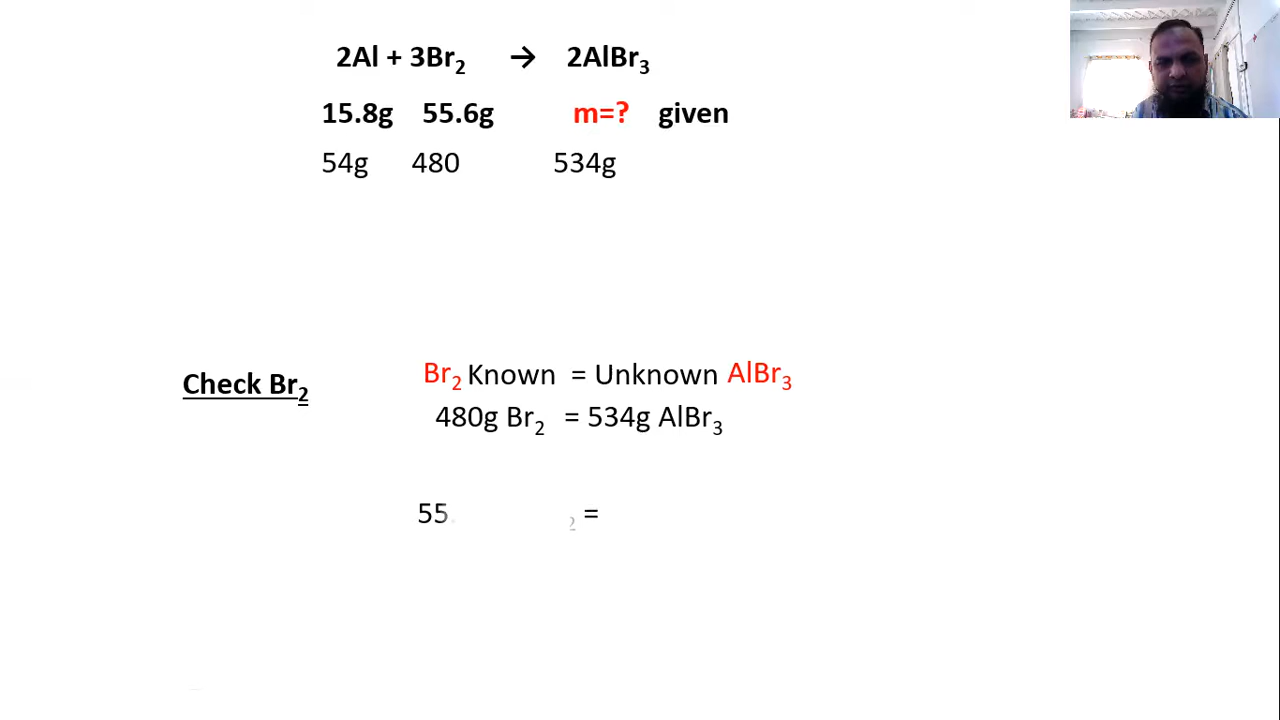 2Al + 3Br₂ → 2AlBr₃
15.8g 55.6g m=? given
54g 480 534g
Check Br₂
Br₂ Known = Unknown AlBr₃
480g Br₂ = 534g AlBr₃
55. ₂ =